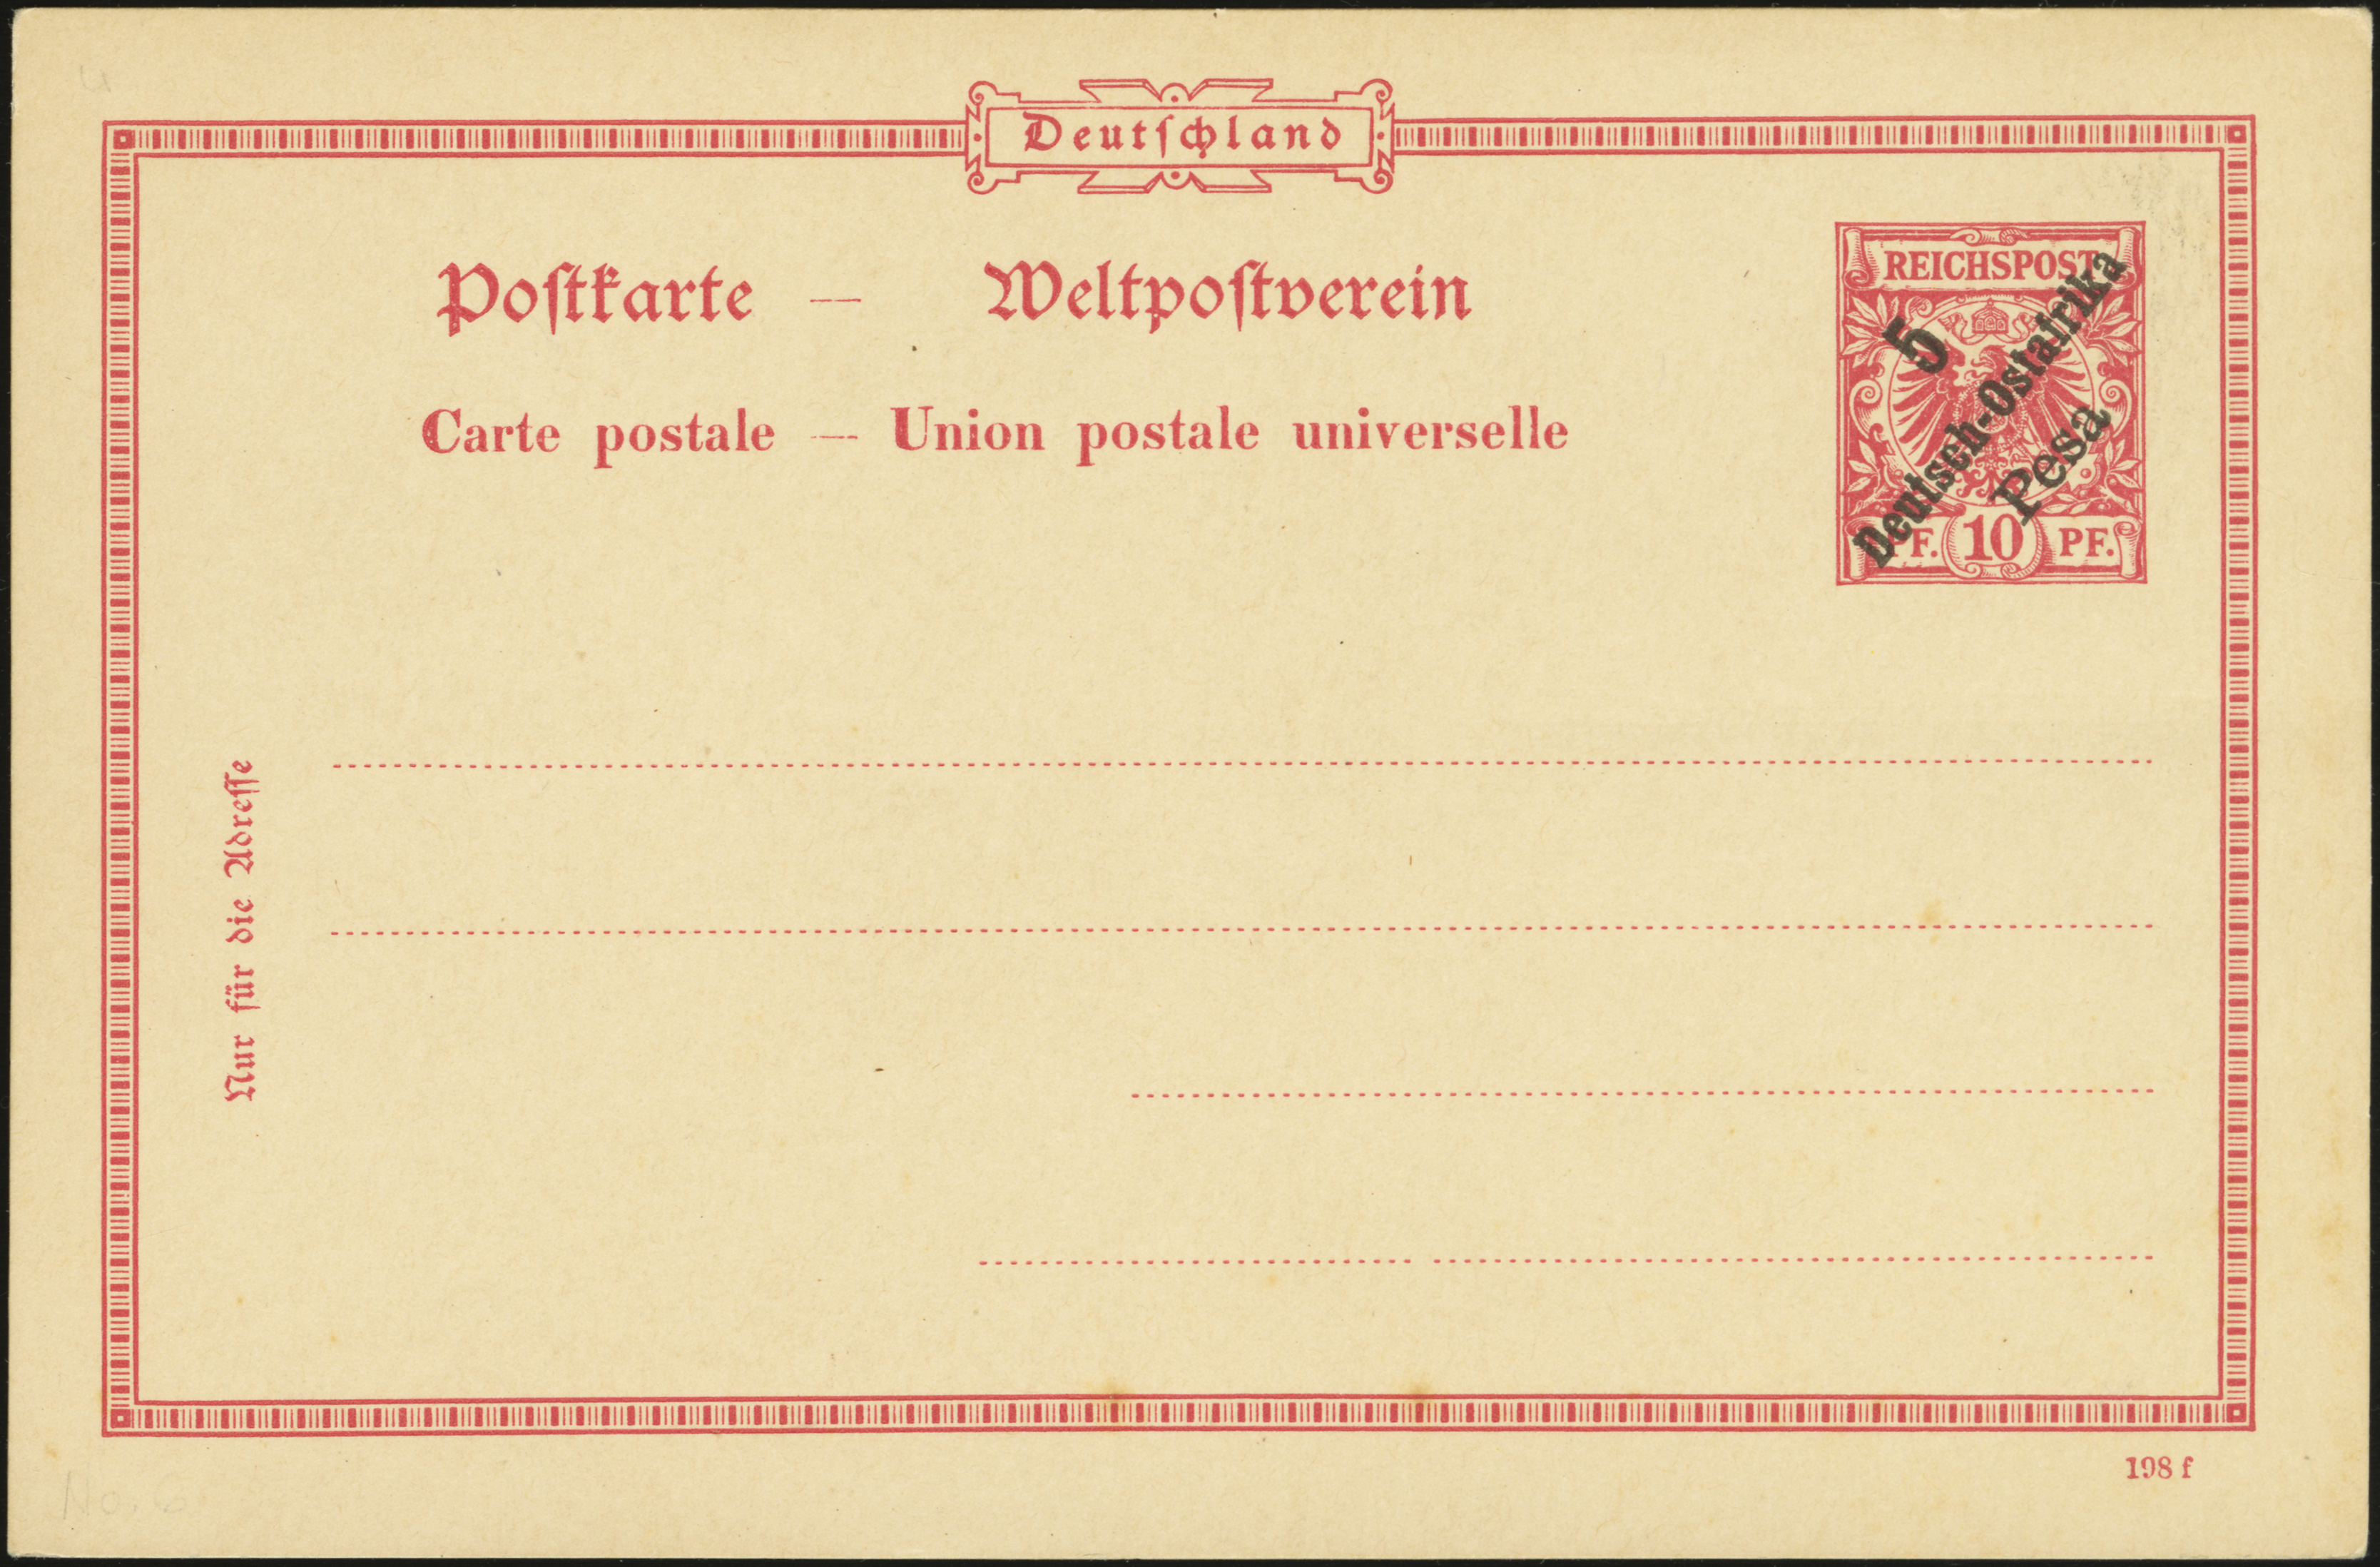 Deutſchland
Poſtkarte — Weltpoſtverein
Carte postale — Union postale universelle
REICHSPOST
5
Deutsch-Ostafrika
Pesa
PF. 10 PF.
Nur für die Adreſſe
198 f
No. 6